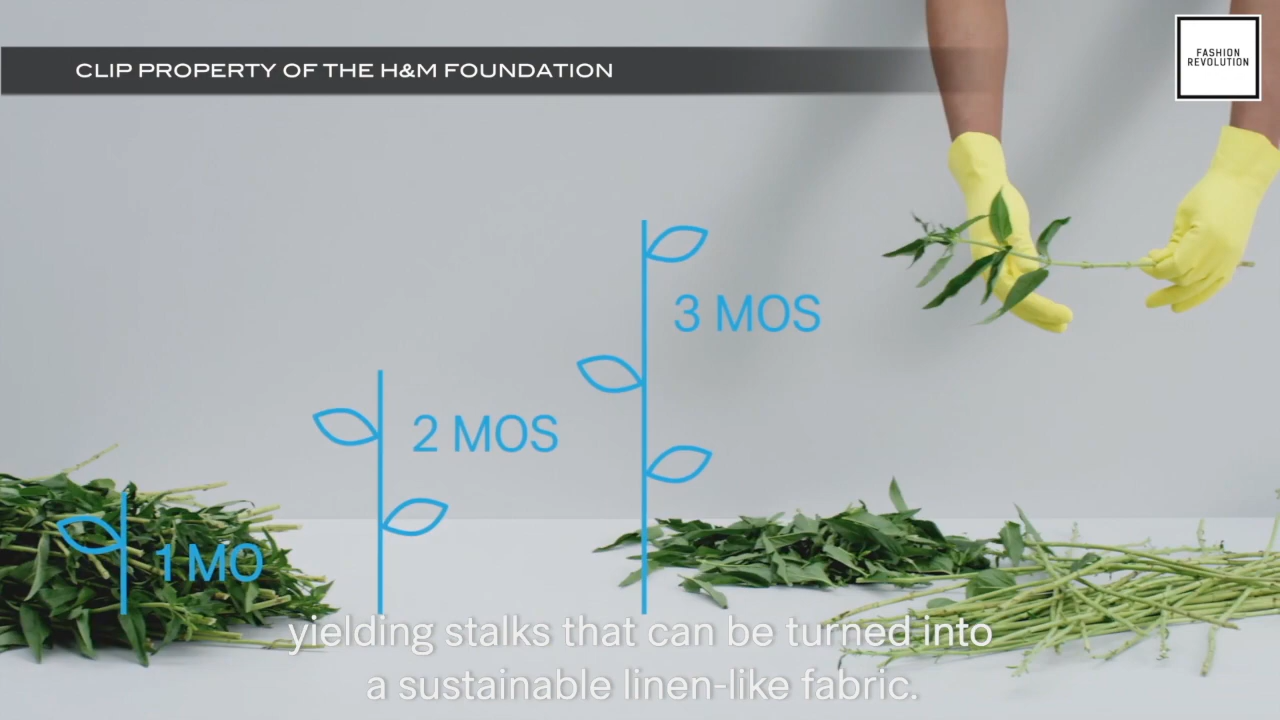 CLIP PROPERTY OF THE H&M FOUNDATION
FASHION
REVOLUTION
3 MOS
2 MOS
1 MO
yielding stalks that can be turned into
a sustainable linen-like fabric.